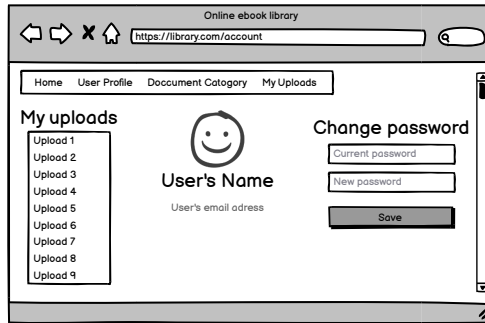 Online ebook library
https://library.com/account
Home User Profile Doccument Catogory My Uploads
My uploads
Upload 1
Upload 2
Upload 3
Upload 4
Upload 5
Upload 6
Upload 7
Upload 8
Upload 9
User's Name
User's email adress
Change password
Current password
New password
Save